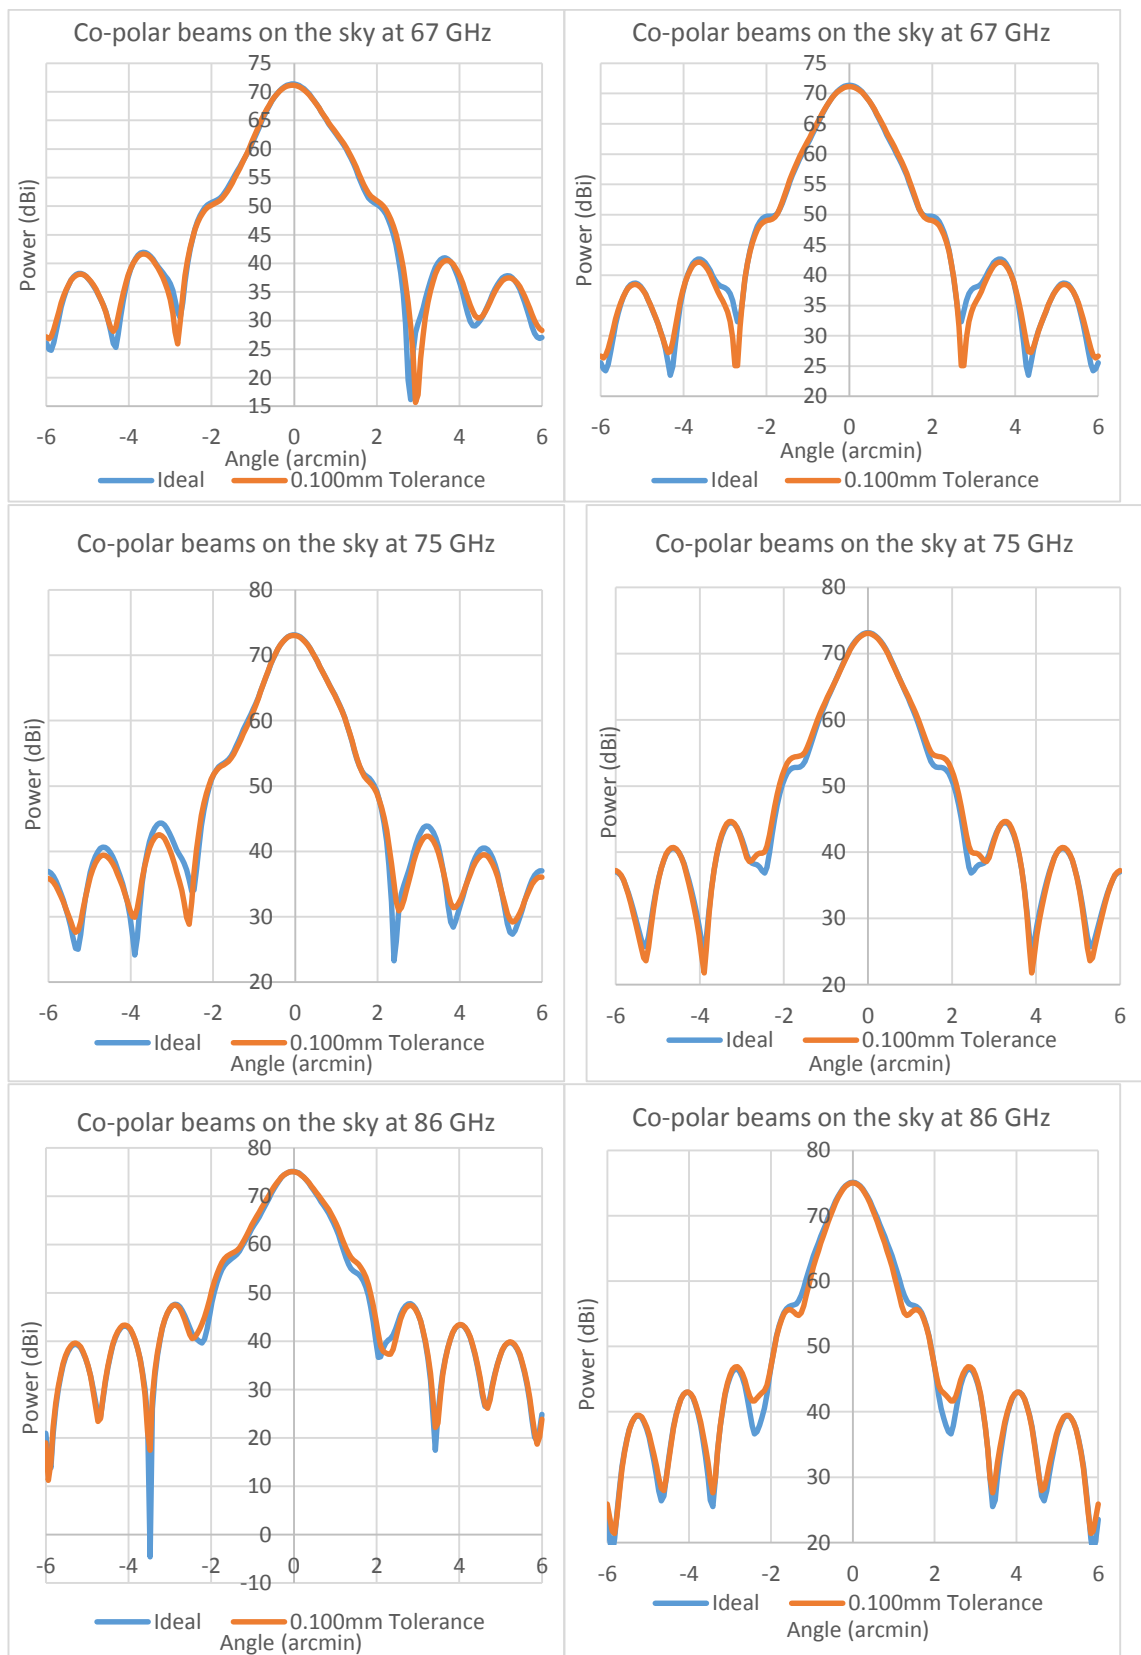 Co-polar beams on the sky at 67 GHz
75
70
65
60
55
50
45
40
35
30
25
20
15
Power (dBi)
-6 -4 -2 0 2 4 6
Angle (arcmin)
Ideal 0.100mm Tolerance
Co-polar beams on the sky at 67 GHz
75
70
65
60
55
50
45
40
35
30
25
20
Power (dBi)
-6 -4 -2 0 2 4 6
Angle (arcmin)
Ideal 0.100mm Tolerance
Co-polar beams on the sky at 75 GHz
80
70
60
50
40
30
20
Power (dBi)
-6 -4 -2 0 2 4 6
Ideal 0.100mm Tolerance
Angle (arcmin)
Co-polar beams on the sky at 75 GHz
80
70
60
50
40
30
20
Power (dBi)
-6 -4 -2 0 2 4 6
Ideal 0.100mm Tolerance
Angle (arcmin)
Co-polar beams on the sky at 86 GHz
80
70
60
50
40
30
20
10
0
-10
Power (dBi)
-6 -4 -2 0 2 4 6
Ideal 0.100mm Tolerance
Angle (arcmin)
Co-polar beams on the sky at 86 GHz
80
70
60
50
40
30
20
Power (dBi)
-6 -4 -2 0 2 4 6
Ideal 0.100mm Tolerance
Angle (arcmin)